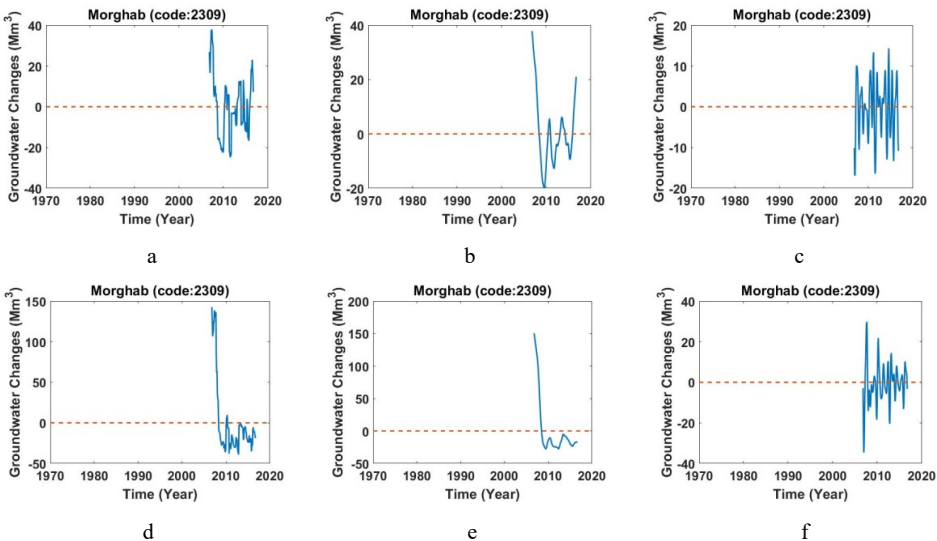 Morghab (code:2309)
Groundwater Changes (Mm³)
40
20
0
-20
-40
1970 1980 1990 2000 2010 2020
Time (Year)
a
Morghab (code:2309)
Groundwater Changes (Mm³)
40
20
0
-20
1970 1980 1990 2000 2010 2020
Time (Year)
b
Morghab (code:2309)
Groundwater Changes (Mm³)
20
10
0
-10
-20
1970 1980 1990 2000 2010 2020
Time (Year)
c
Morghab (code:2309)
Groundwater Changes (Mm³)
150
100
50
0
-50
1970 1980 1990 2000 2010 2020
Time (Year)
d
Morghab (code:2309)
Groundwater Changes (Mm³)
200
150
100
50
0
-50
1970 1980 1990 2000 2010 2020
Time (Year)
e
Morghab (code:2309)
Groundwater Changes (Mm³)
40
20
0
-20
-40
1970 1980 1990 2000 2010 2020
Time (Year)
f